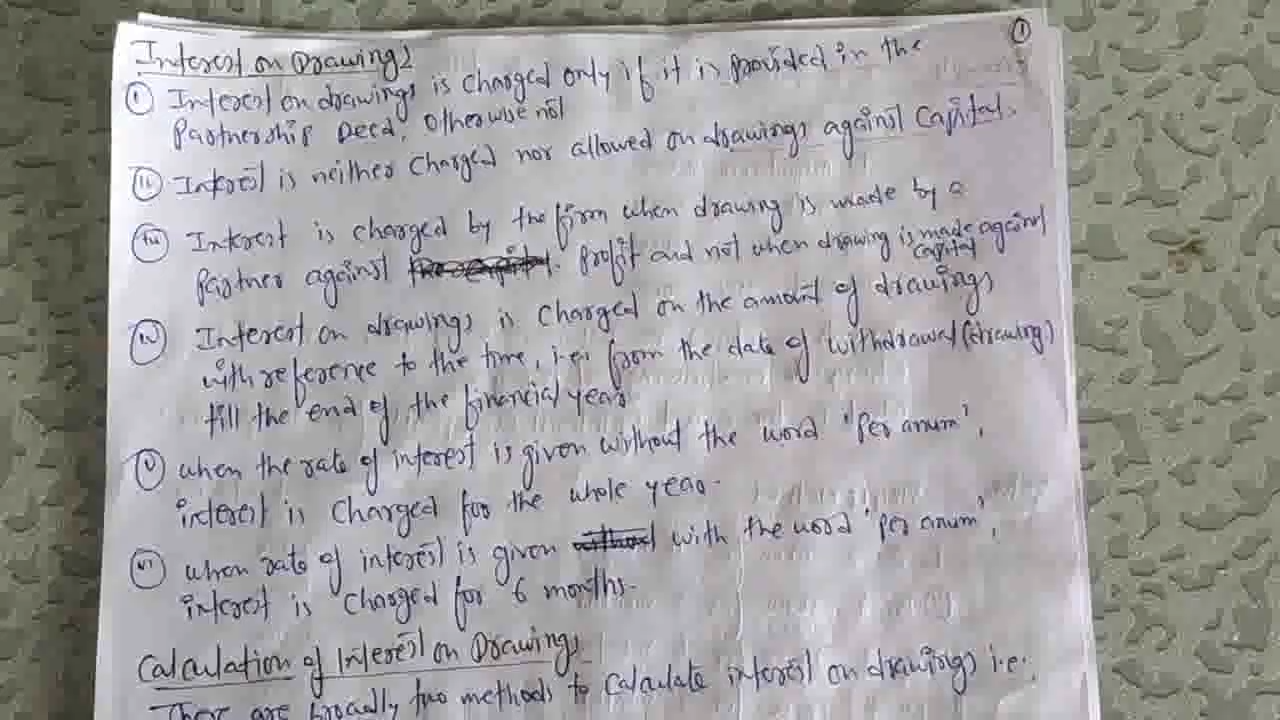 1
Interest on Drawings
(i) Interest on drawings is charged only if it is provided in the
Partnership Deed. Otherwise not
(ii) Interest is neither charged nor allowed on drawings against Capital.
(iii) Interest is charged by the firm when drawing is made by a
Partner against Profit and not when drawing is made against
capital
(iv) Interest on drawings is charged on the amount of drawings
with reference to the time, i.e. from the date of withdrawal (drawing)
till the end of the financial year
(v) when the rate of interest is given without the word 'Per anum',
interest is charged for the whole year.
(vi) when rate of interest is given with the word 'per anum',
interest is charged for 6 months.
Calculation of Interest on Drawings
There are broadly two methods to calculate interest on drawings i.e.